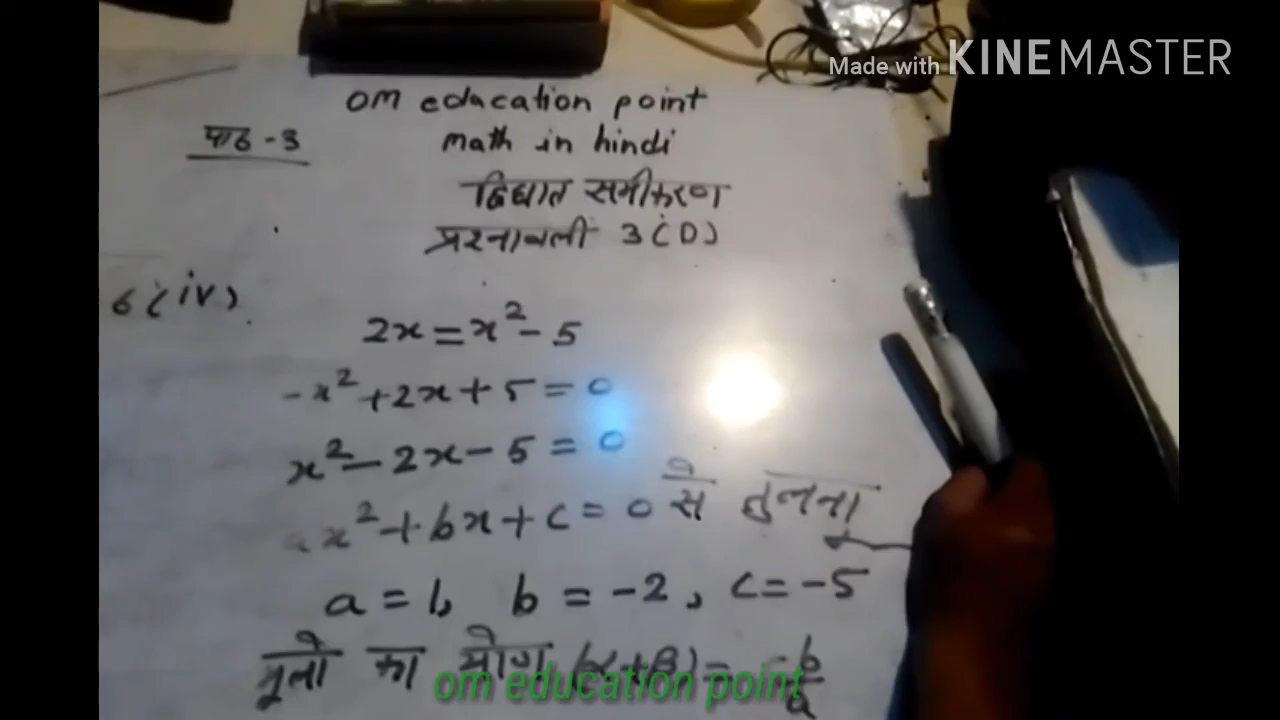 Made with KINEMASTER
om edacation point
पाठ-3
math in hindi
द्विघात समीकरण
प्रश्नावली 3(D)
6(iv)
2x = x² - 5
-x² + 2x + 5 = 0
x² - 2x - 5 = 0
ax² + bx + c = 0 से तुलना
a = 1, b = -2, c = -5
मूलो का योग (α+β) = -b/a
om education point